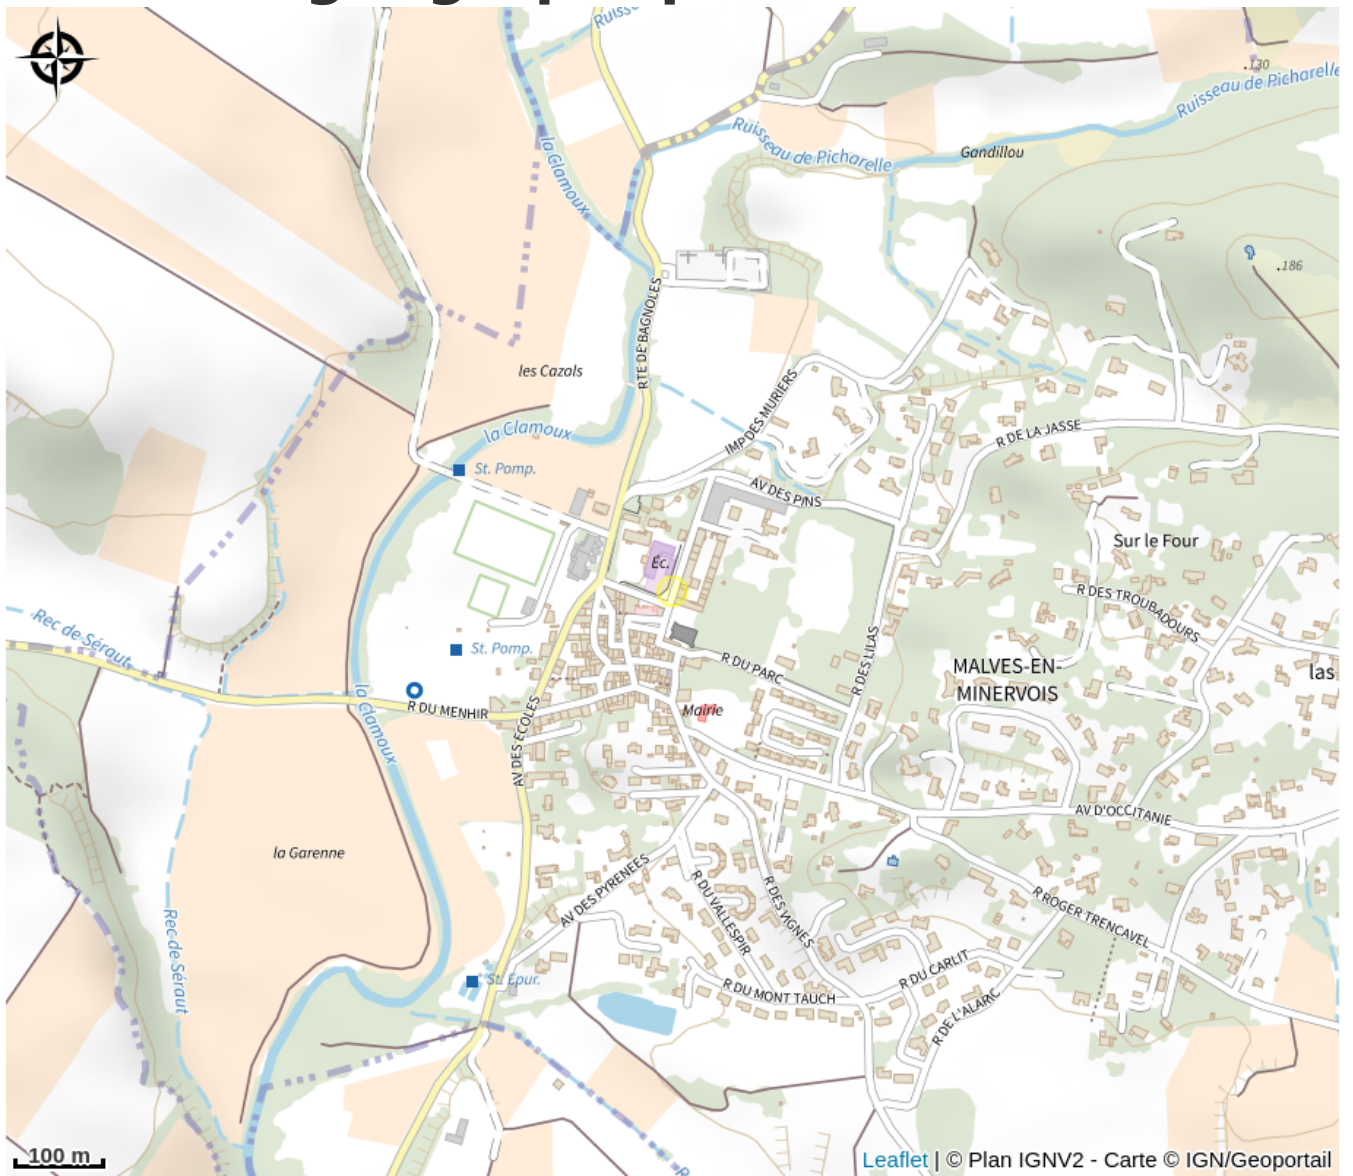 Ruisse
.130
Ruisseau de Picharelle
Ruisseau de Picharelle
Gandillou
la Clamoux
.186
RTE DE BAGNOLES
les Cazals
IMP DES MURIERS
la Clamoux
R DE LA JASSE
St. Pomp.
AV DES PINS
Sur le Four
Éc.
R DES TROUBADOURS
Rec de Séraut
St. Pomp.
R DU PARC
R DES LILAS
MALVES-EN-
MINERVOIS
las
la Clamoux
R DU MENHIR
Mairie
AV DES ECOLES
AV D'OCCITANIE
la Garenne
AV DES PYRENEES
R DU VALLESPIR
R DES VIGNES
R ROGER TRENCAVEL
Rec de Séraut
St. Epur.
R DU CARLIT
R DU MONT TAUCH
R DE L'ALARIC
100 m
R
Leaflet | © Plan IGNV2 - Carte © IGN/Geoportail